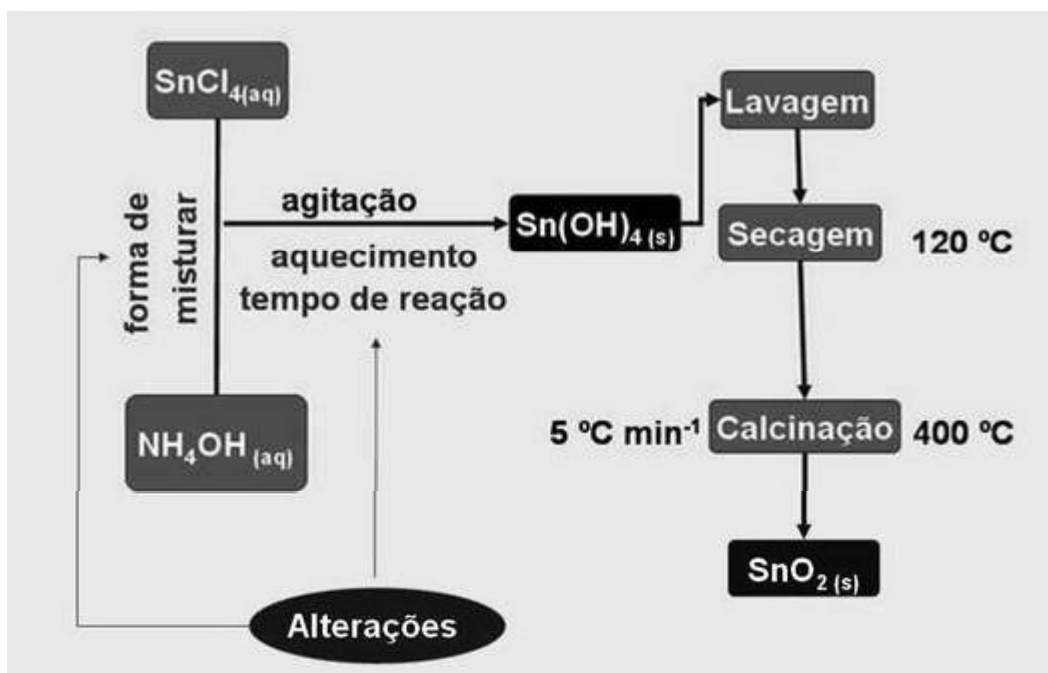 SnCl4(aq)
forma de
misturar
NH4OH (aq)
agitação
aquecimento
tempo de reação
Sn(OH)4 (s)
Lavagem
Secagem 120 ºC
5 ºC min-1 Calcinação 400 ºC
SnO2 (s)
Alterações